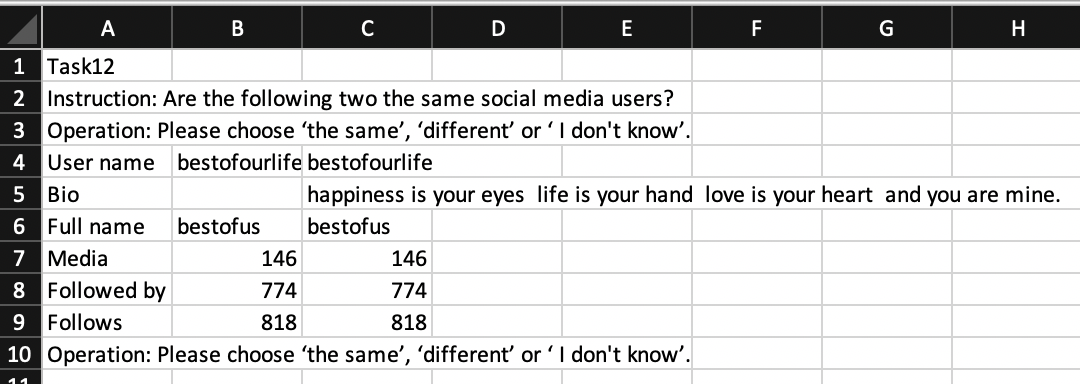 A B C D E F G H
1 Task12
2 Instruction: Are the following two the same social media users?
3 Operation: Please choose ‘the same’, ‘different’ or ‘ I don't know’.
4 User name bestofourlife bestofourlife
5 Bio happiness is your eyes  life is your hand  love is your heart  and you are mine.
6 Full name bestofus bestofus
7 Media 146 146
8 Followed by 774 774
9 Follows 818 818
10 Operation: Please choose ‘the same’, ‘different’ or ‘ I don't know’.
11